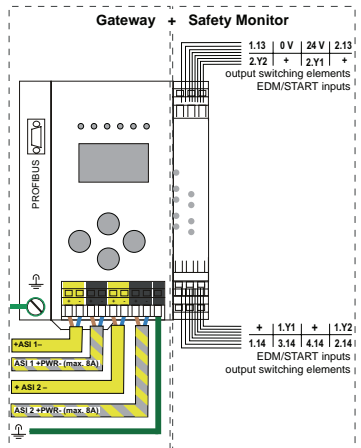 Gateway + Safety Monitor
1.13 0 V 24 V 2.13
2.Y2 + 2.Y1 +
output switching elements
EDM/START inputs
PROFIBUS
+ - + -
+ 1.Y1 + 1.Y2
1.14 3.14 4.14 2.14
EDM/START inputs
output switching elements
+ASI 1–
ASI 1 +PWR- (max. 8A)
+ ASI 2 –
ASI 2 +PWR- (max. 8A)